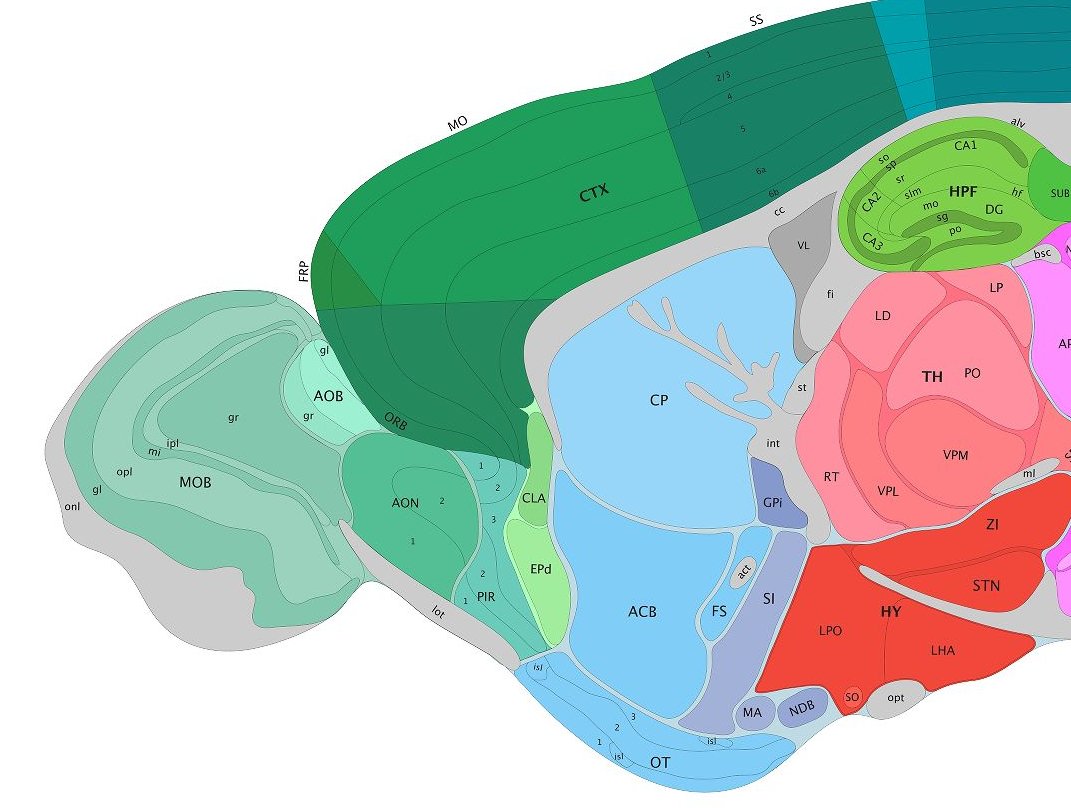 SS
MO
FRP
ORB
CTX
1
2/3
4
5
6a
6b
cc
VL
fi
st
int
alv
so
sp
sr
slm
mo
sg
po
CA1
CA2
CA3
HPF
hf
DG
SUB
bsc
LP
LD
TH
PO
VPM
VPL
RT
ml
ZI
STN
HY
LPO
LHA
SO
opt
gl
AOB
gr
gr
ipl
mi
opl
MOB
gl
onl
AON
2
1
lot
1
2
3
2
1
PIR
CLA
EPd
CP
GPi
ACB
FS
act
SI
MA
NDB
isl
3
2
1
isl
isl
OT